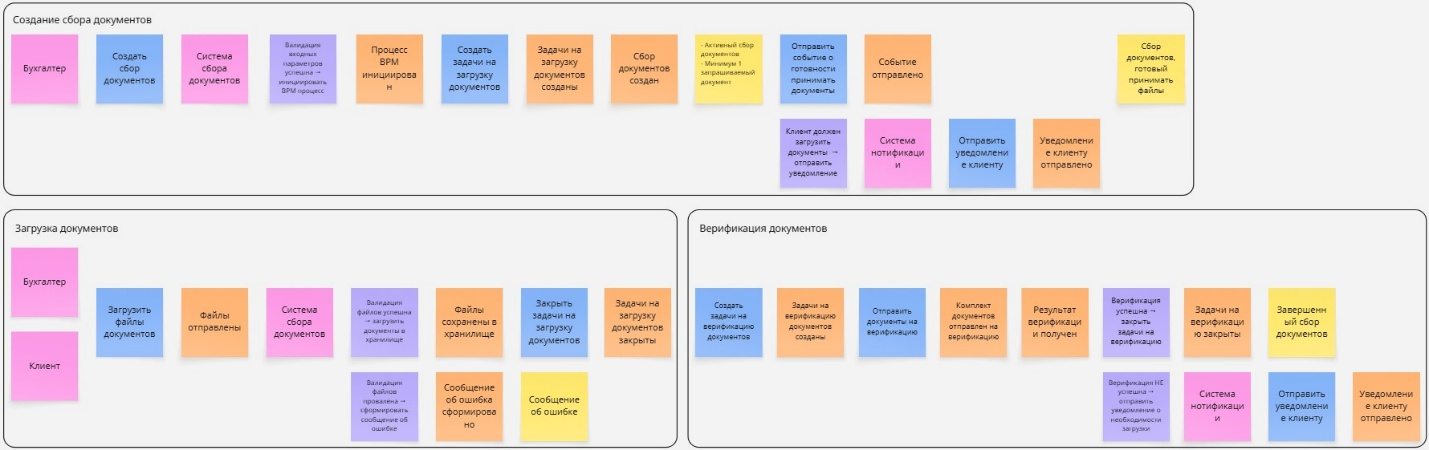 Создание сбора документов
Бухгалтер
Создать
сбор
документов
Система
сбора
документов
Валидация
входных
параметров
успешна →
инициировать
BPM процесс
Процесс
BPM
инициирова
н
Создать
задачи на
загрузку
документов
Задачи на
загрузку
документов
созданы
Сбор
документов
создан
- Активный сбор
документов
- Минимум 1
запрашиваемый
документ
Отправить
событие о
готовности
принимать
документы
Событие
отправлено
Сбор
документов,
готовый
принимать
файлы
Клиент должен
загрузить
документы →
отправить
уведомление
Система
нотификаци
и
Отправить
уведомлени
е клиенту
Уведомлени
е клиенту
отправлено
Загрузка документов
Бухгалтер
Клиент
Загрузить
файлы
документов
Файлы
отправлены
Система
сбора
документов
Валидация
файлов успешна
→ загрузить
документы в
хранилище
Файлы
сохранены в
хранилище
Закрыть
задачи на
загрузку
документов
Задачи на
загрузку
документов
закрыты
Валидация
файлов
провалена →
сформировать
сообщение об
ошибке
Сообщение
об ошибка
сформирова
но
Сообщение
об ошибке
Верификация документов
Создать
задачи на
верификацию
документов
Задачи на
верификацию
документов
созданы
Отправить
документы на
верификацию
Комплект
документов
отправлен на
верификацию
Результат
верификаци
и получен
Верификация
успешна →
закрыть
задачи на
верификацию
Задачи на
верификаци
ю закрыты
Завершенн
ый сбор
документов
Верификация НЕ
успешна →
отправить
уведомление о
необходимости
загрузки
Система
нотификаци
и
Отправить
уведомлени
е клиенту
Уведомлени
е клиенту
отправлено